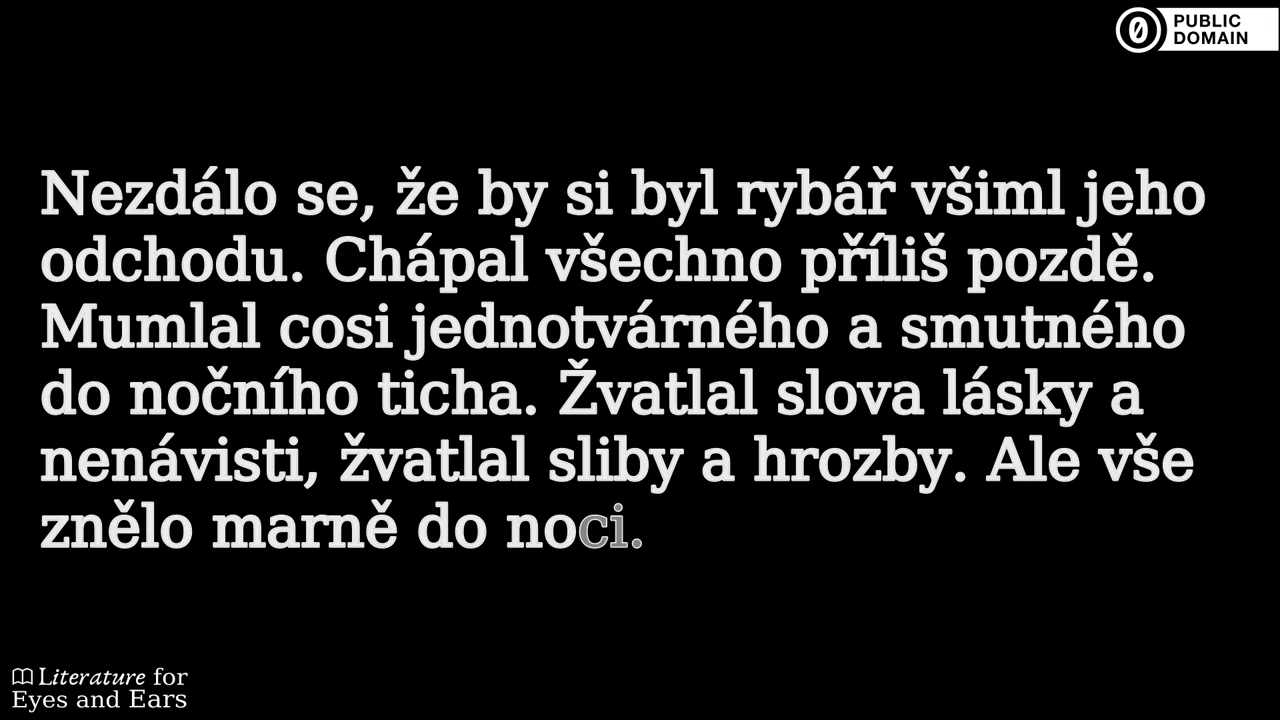 PUBLIC
DOMAIN
Nezdálo se, že by si byl rybář všiml jeho
odchodu. Chápal všechno příliš pozdě.
Mumlal cosi jednotvárného a smutného
do nočního ticha. Žvatlal slova lásky a
nenávisti, žvatlal sliby a hrozby. Ale vše
znělo marně do noci.
Literature for
Eyes and Ears